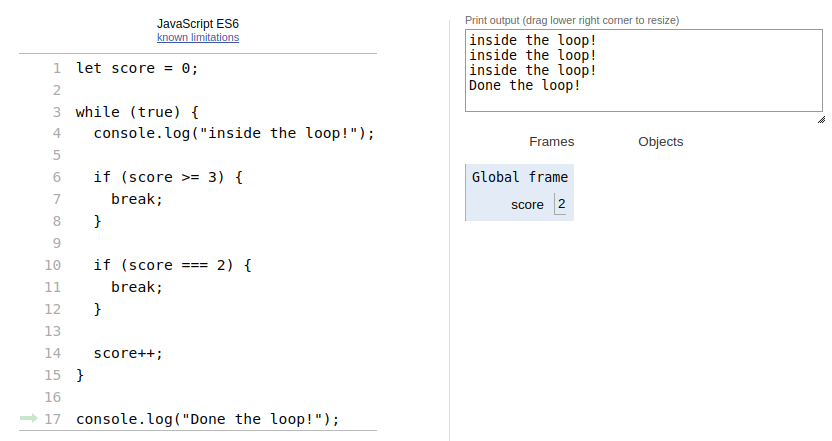 JavaScript ES6
known limitations
1 let score = 0;
2
3 while (true) {
4   console.log("inside the loop!");
5
6   if (score >= 3) {
7     break;
8   }
9
10   if (score === 2) {
11     break;
12   }
13
14   score++;
15 }
16
17 console.log("Done the loop!");
Print output (drag lower right corner to resize)
inside the loop!
inside the loop!
inside the loop!
Done the loop!
Frames Objects
Global frame
score 2